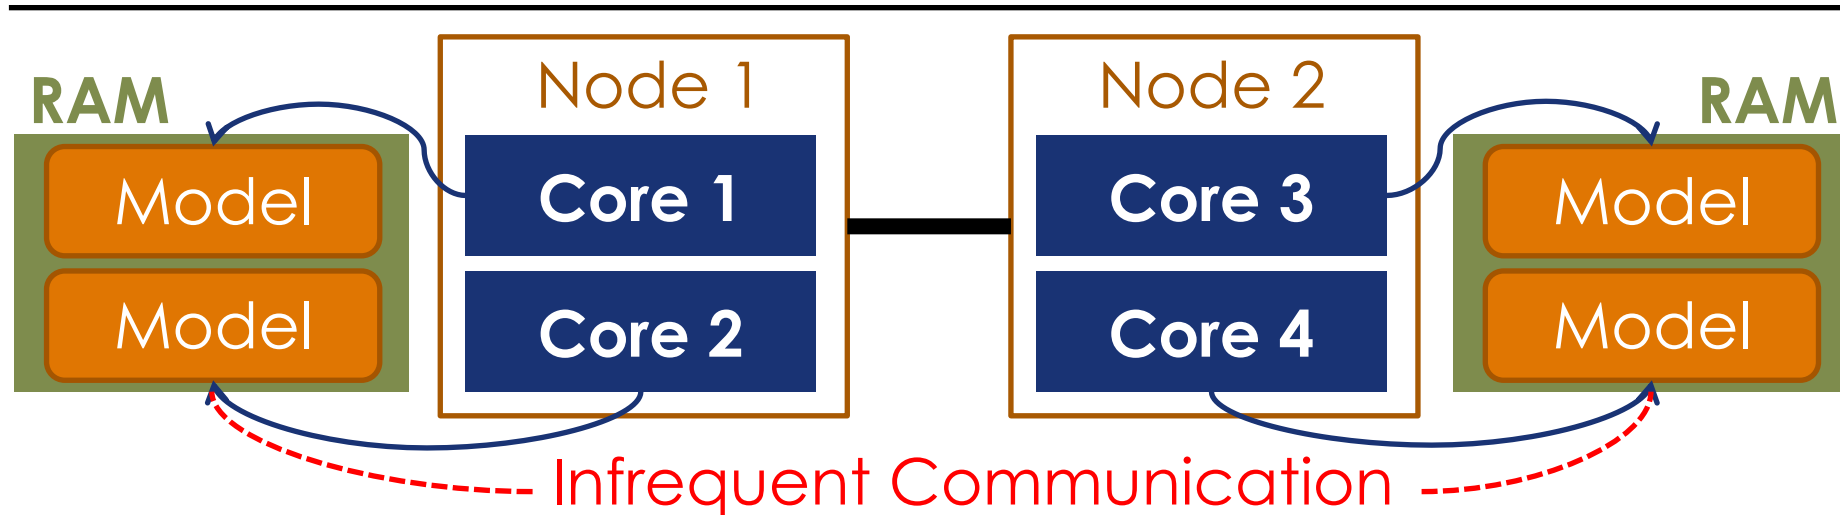 RAM
Node 1
Node 2
RAM
Model
Core 1
Core 3
Model
Model
Core 2
Core 4
Model
Infrequent Communication